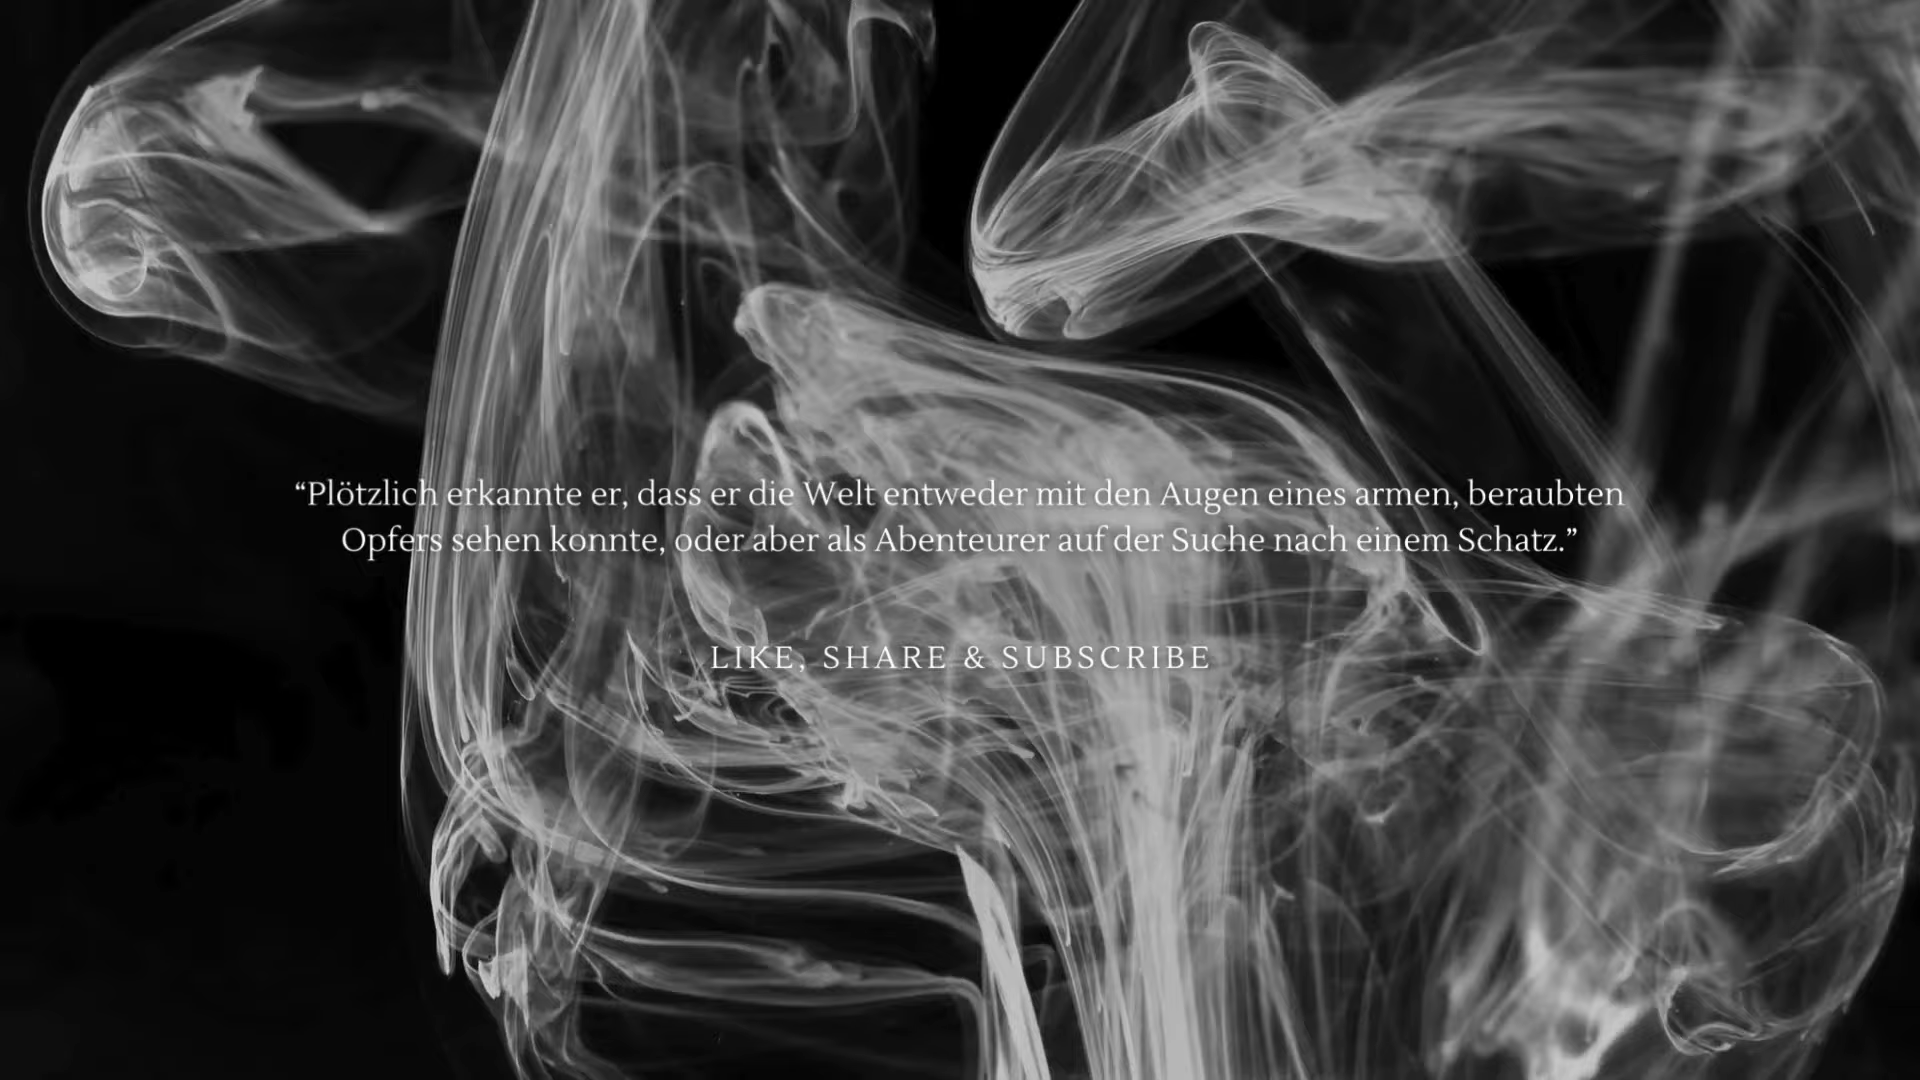 “Plötzlich erkannte er, dass er die Welt entweder mit den Augen eines armen, beraubten
Opfers sehen konnte, oder aber als Abenteurer auf der Suche nach einem Schatz.”
LIKE, SHARE & SUBSCRIBE